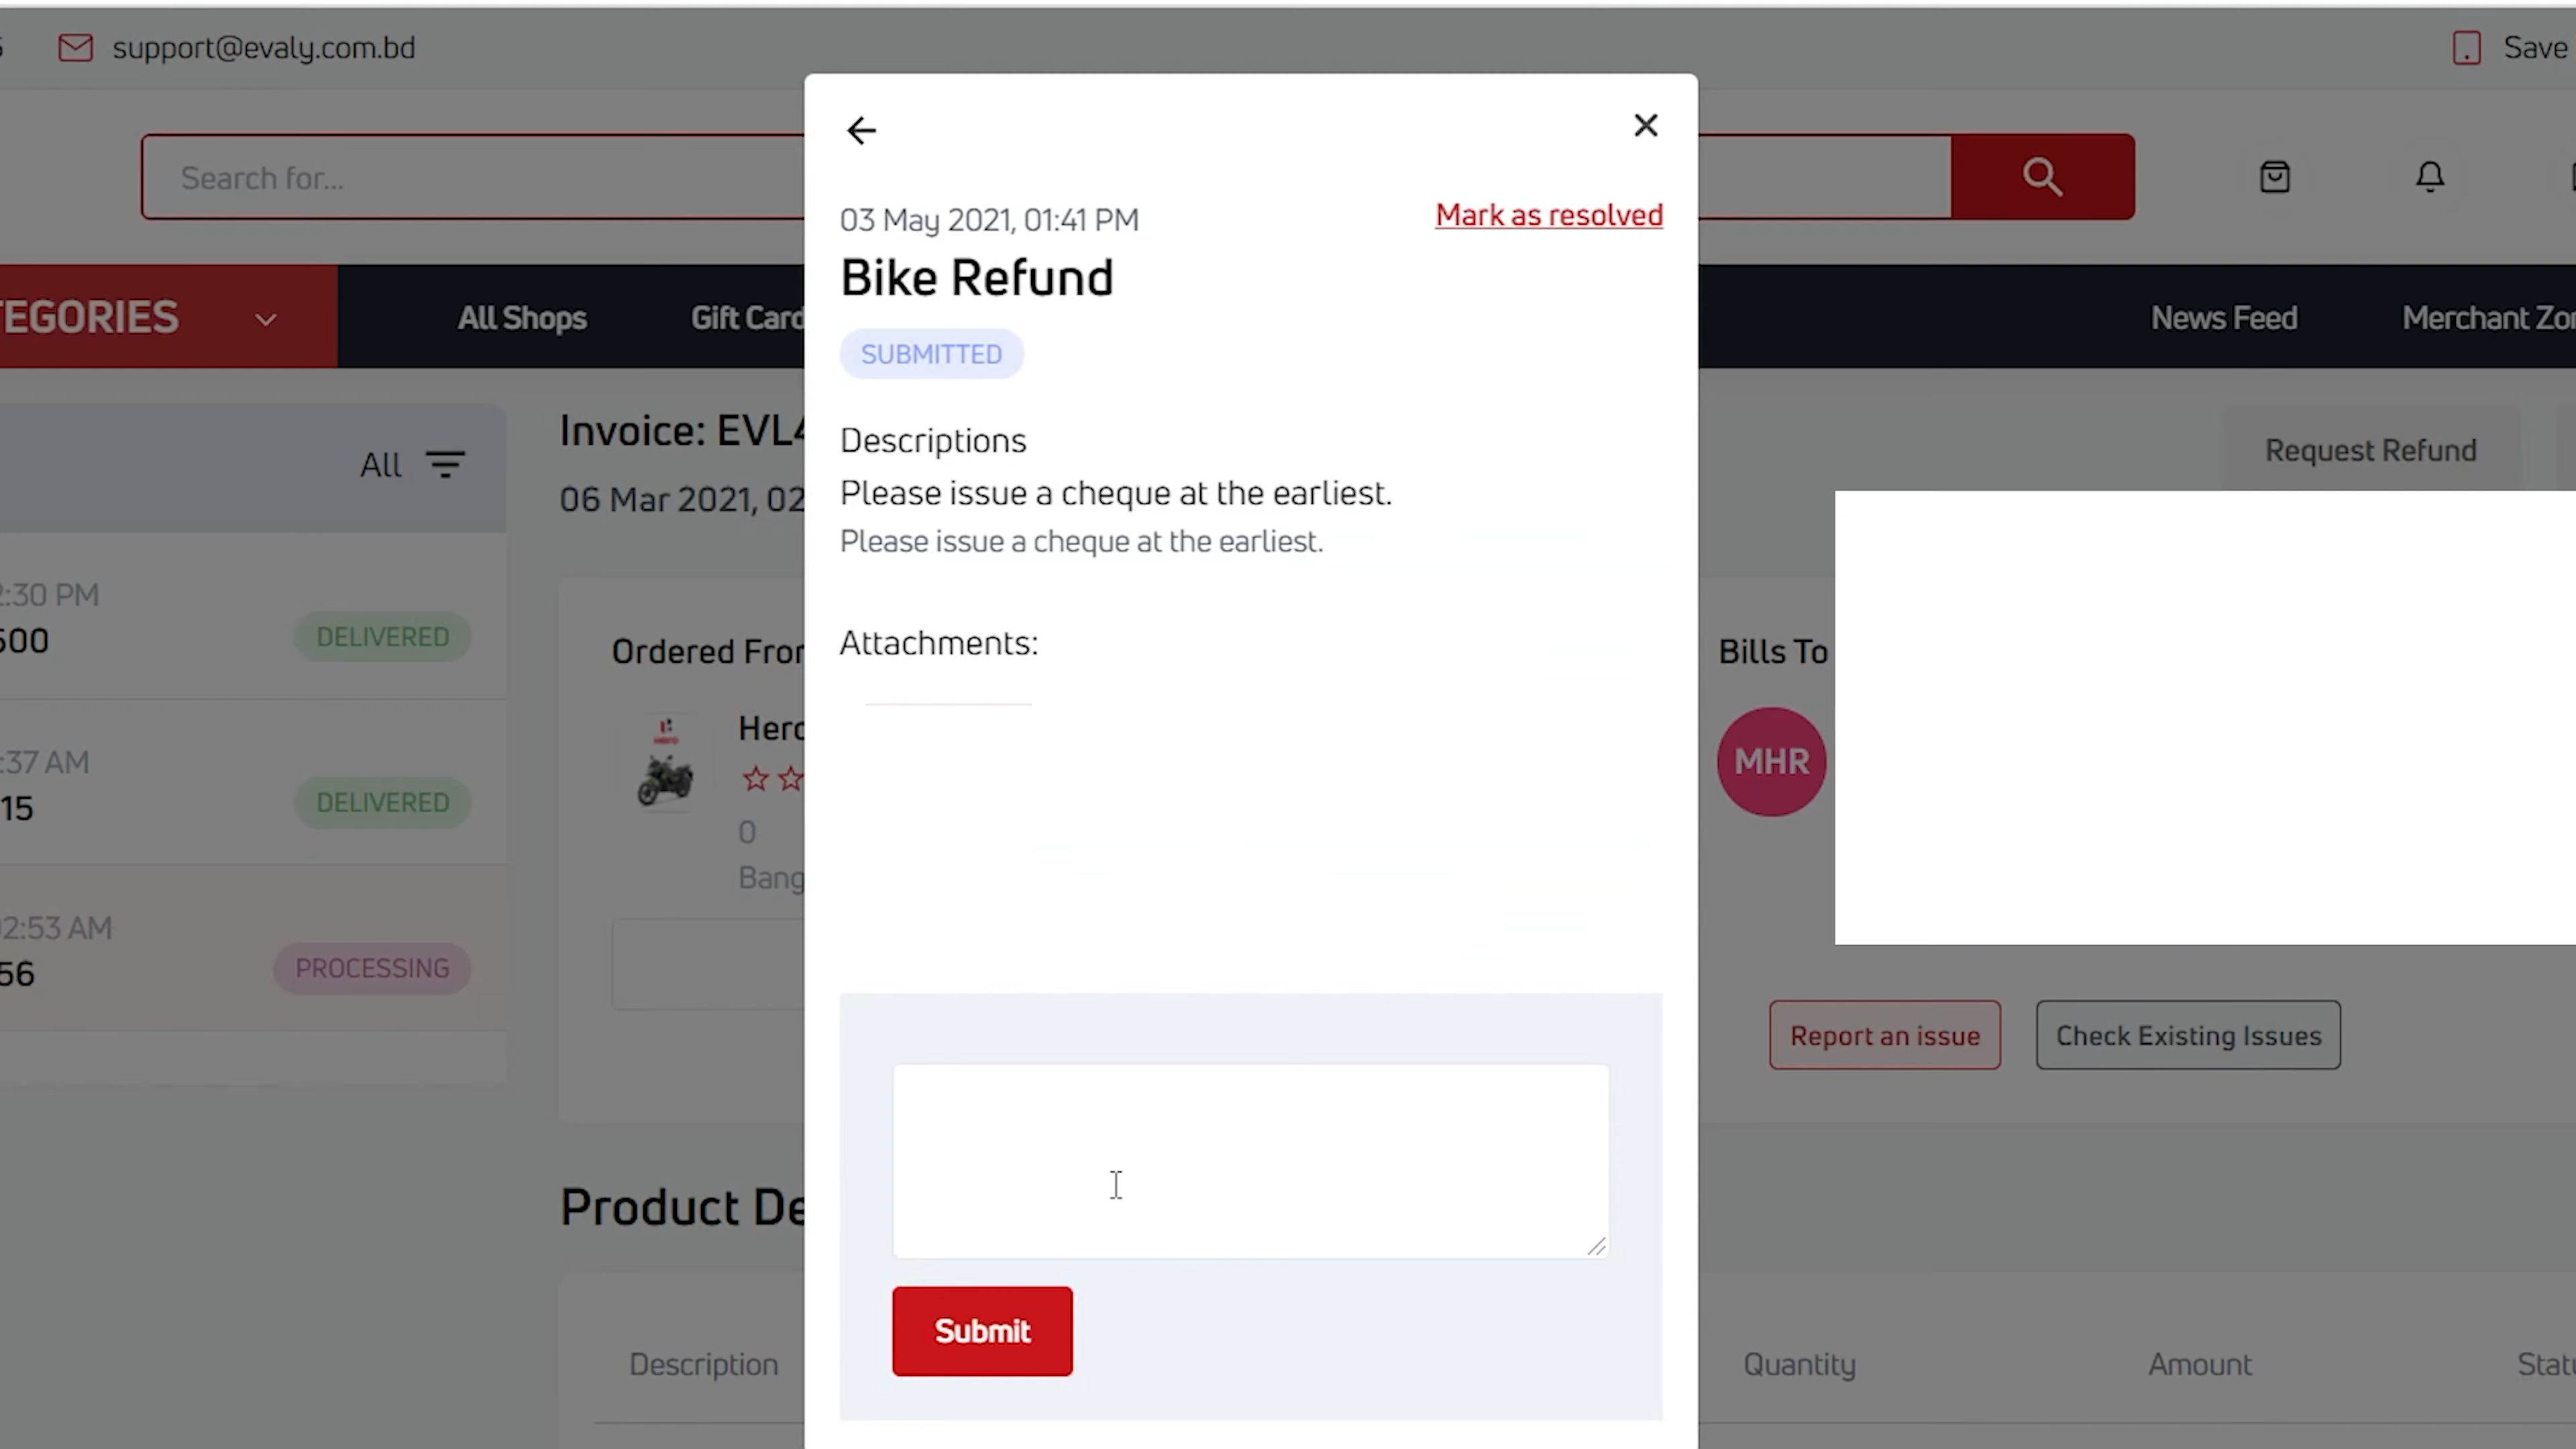 support@evaly.com.bd
Save
Search for...
EGORIES
All Shops
Gift Card
News Feed
Merchant Zo
03 May 2021, 01:41 PM
Mark as resolved
Bike Refund
SUBMITTED
Descriptions
Please issue a cheque at the earliest.
Please issue a cheque at the earliest.
Attachments:
Submit
All
:30 PM
500
DELIVERED
:37 AM
15
DELIVERED
02:53 AM
56
PROCESSING
Invoice: EVL4
06 Mar 2021, 02
Request Refund
Ordered Fro
Hero
0
Bang
Bills To
MHR
Report an issue
Check Existing Issues
Product De
Description
Quantity
Amount
Stat